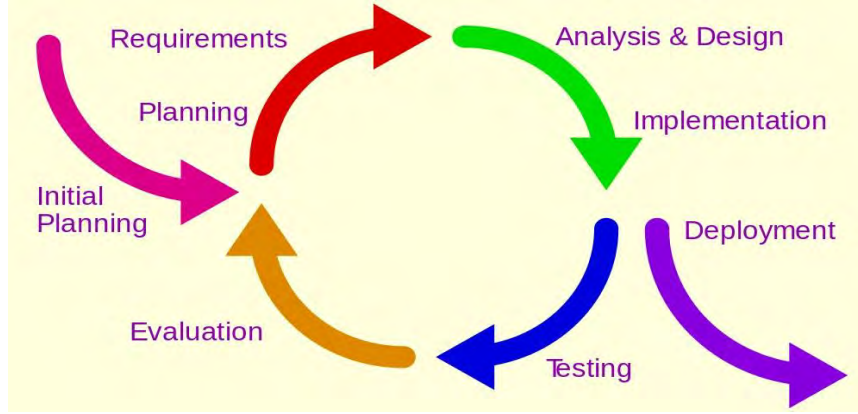 Requirements
Analysis & Design
Planning
Implementation
Initial
Planning
Deployment
Evaluation
Testing